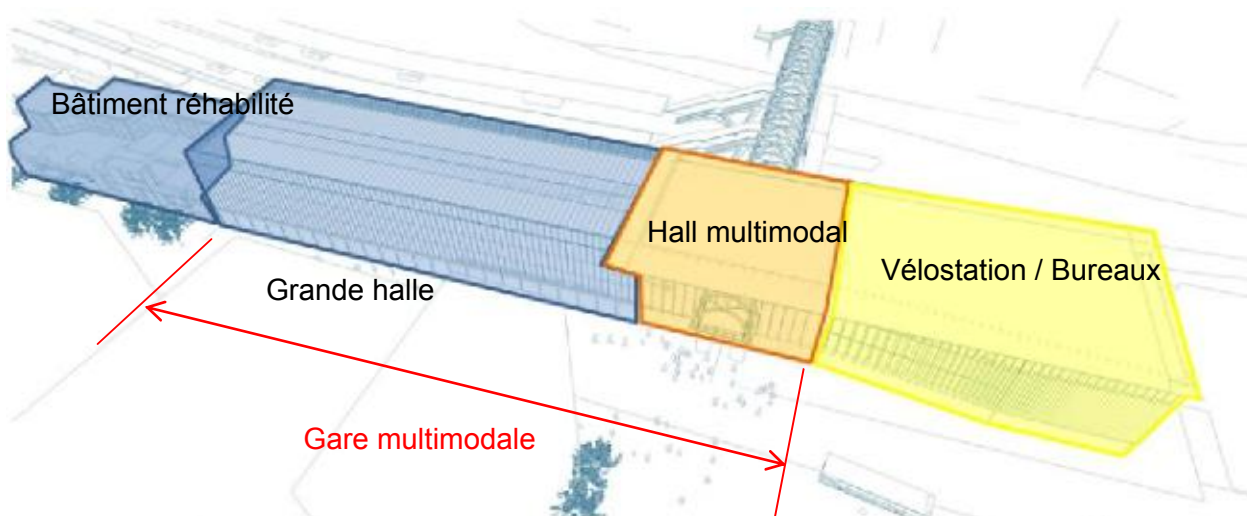 Bâtiment réhabilité
Hall multimodal
Vélostation / Bureaux
Grande halle
Gare multimodale